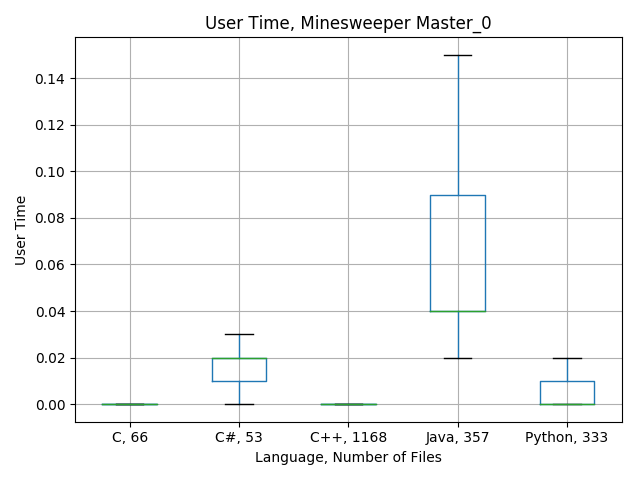 User Time, Minesweeper Master_0
User Time
0.14
0.12
0.10
0.08
0.06
0.04
0.02
0.00
C, 66
C#, 53
C++, 1168
Java, 357
Python, 333
Language, Number of Files